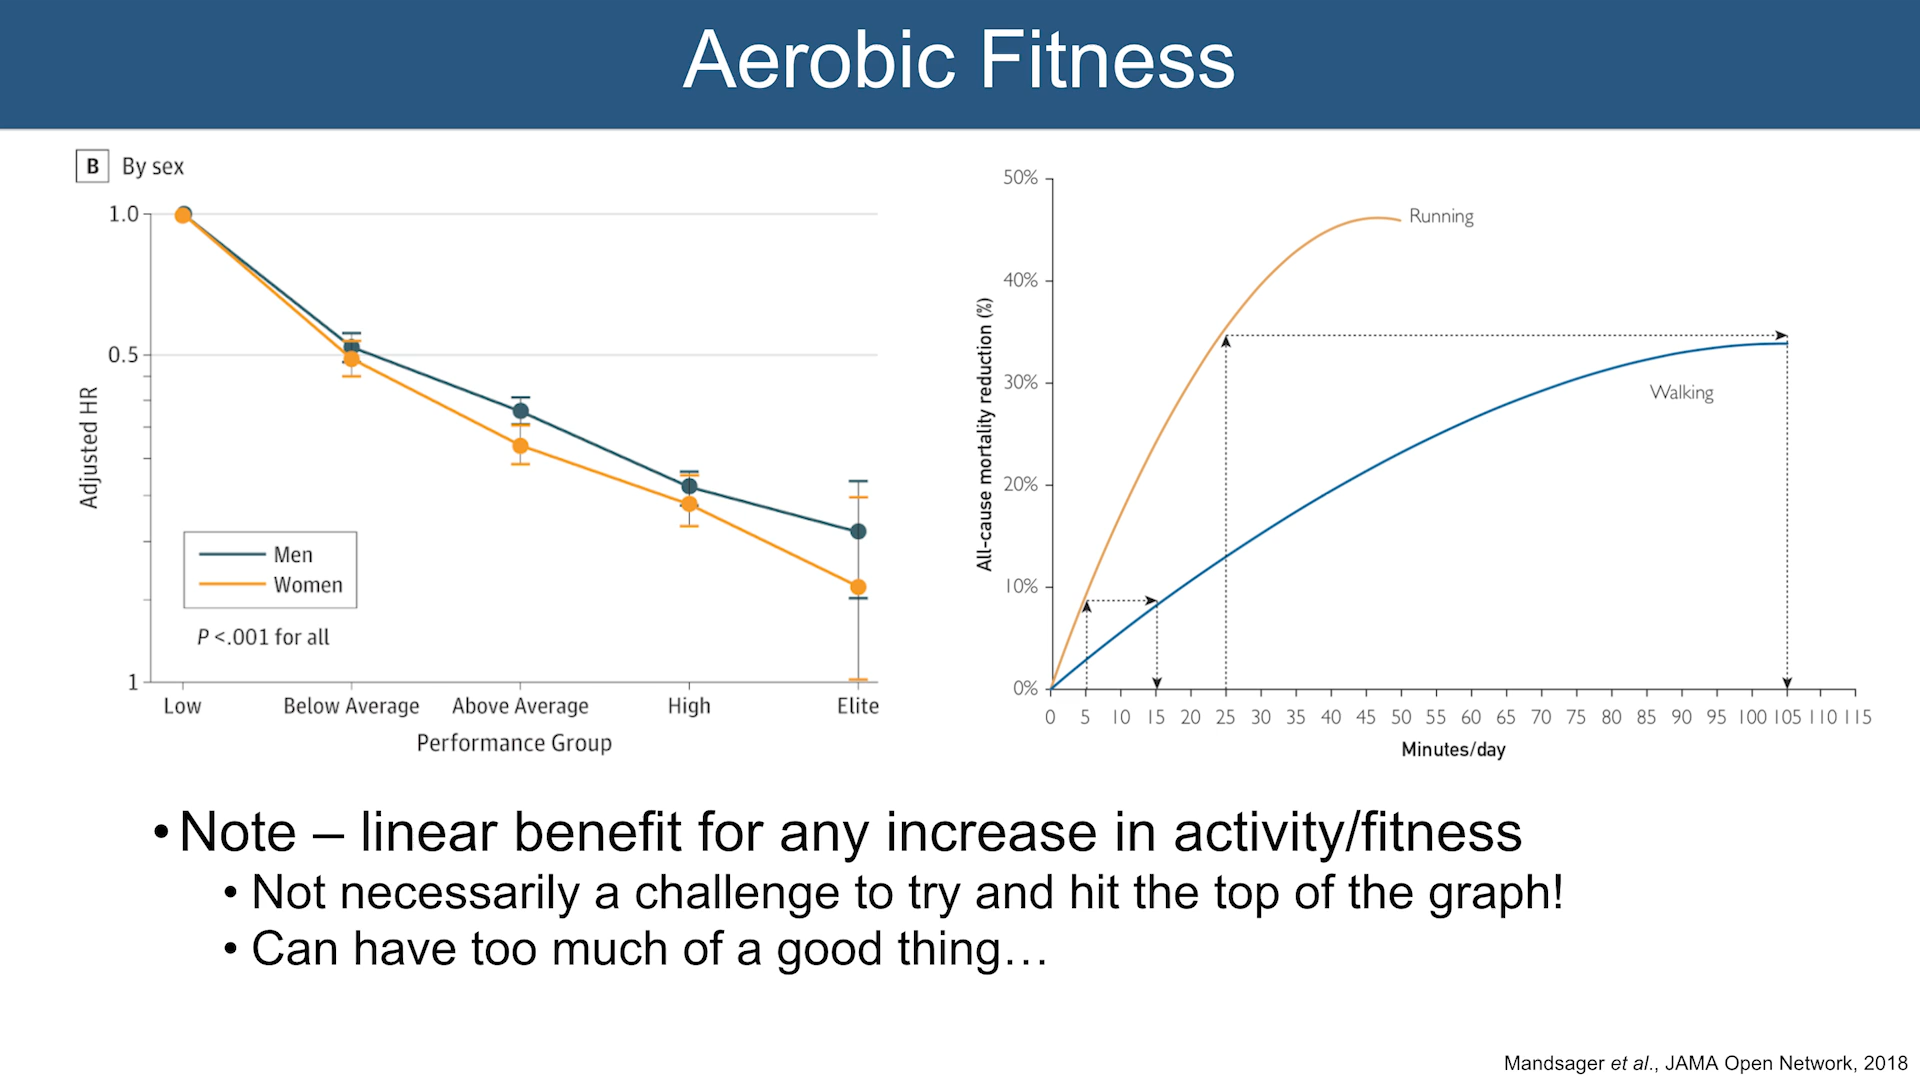 Aerobic Fitness
B By sex
1.0
0.5
1
Adjusted HR
Men
Women
P <.001 for all
Low Below Average Above Average High Elite
Performance Group
50%
40%
30%
20%
10%
0%
All-cause mortality reduction (%)
Running
Walking
0 5 10 15 20 25 30 35 40 45 50 55 60 65 70 75 80 85 90 95 100 105 110 115
Minutes/day
• Note – linear benefit for any increase in activity/fitness
• Not necessarily a challenge to try and hit the top of the graph!
• Can have too much of a good thing…
Mandsager et al., JAMA Open Network, 2018